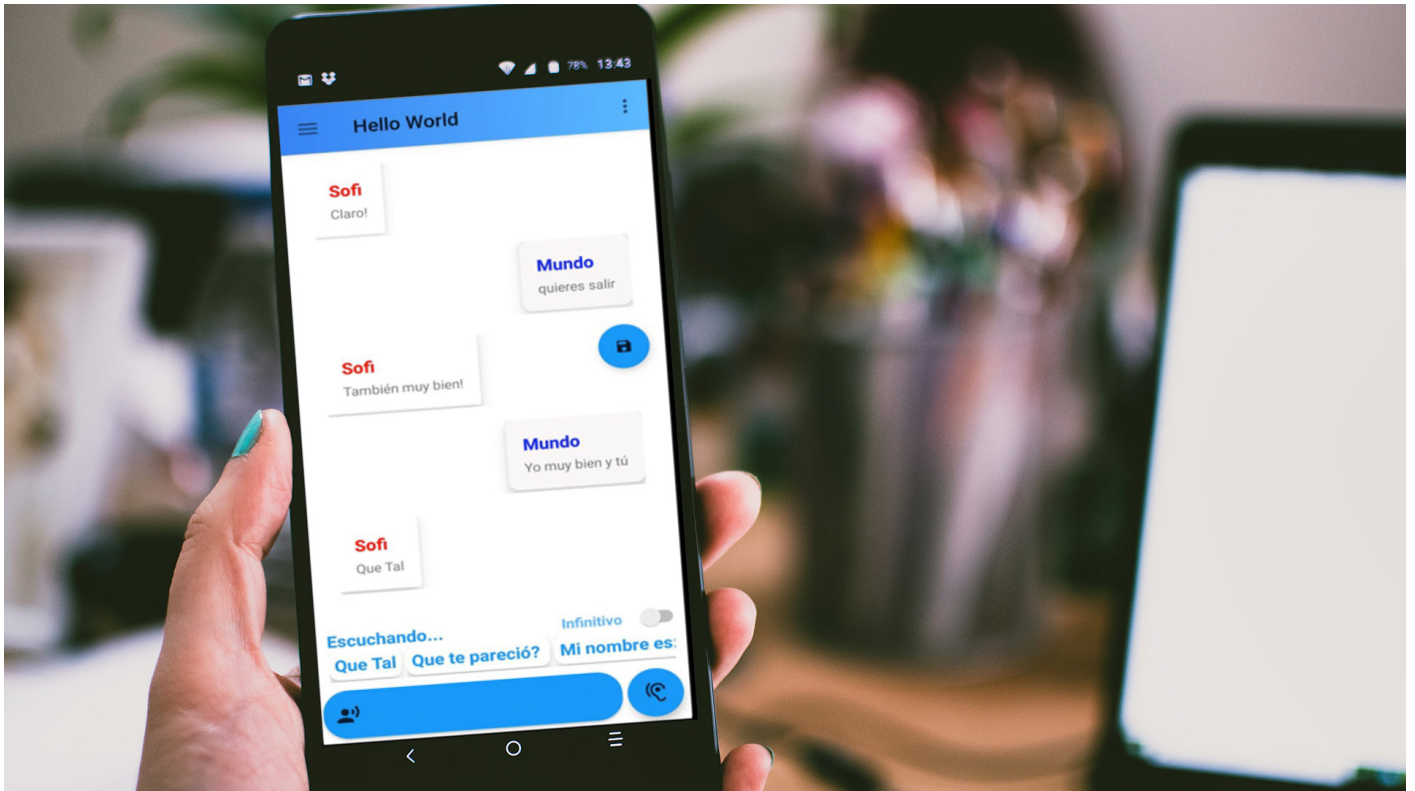 78% 13:43
Hello World
Sofi
Claro!
Mundo
quieres salir
Sofi
También muy bien!
Mundo
Yo muy bien y tú
Sofi
Que Tal
Infinitivo
Escuchando...
Que Tal Que te pareció? Mi nombre es: